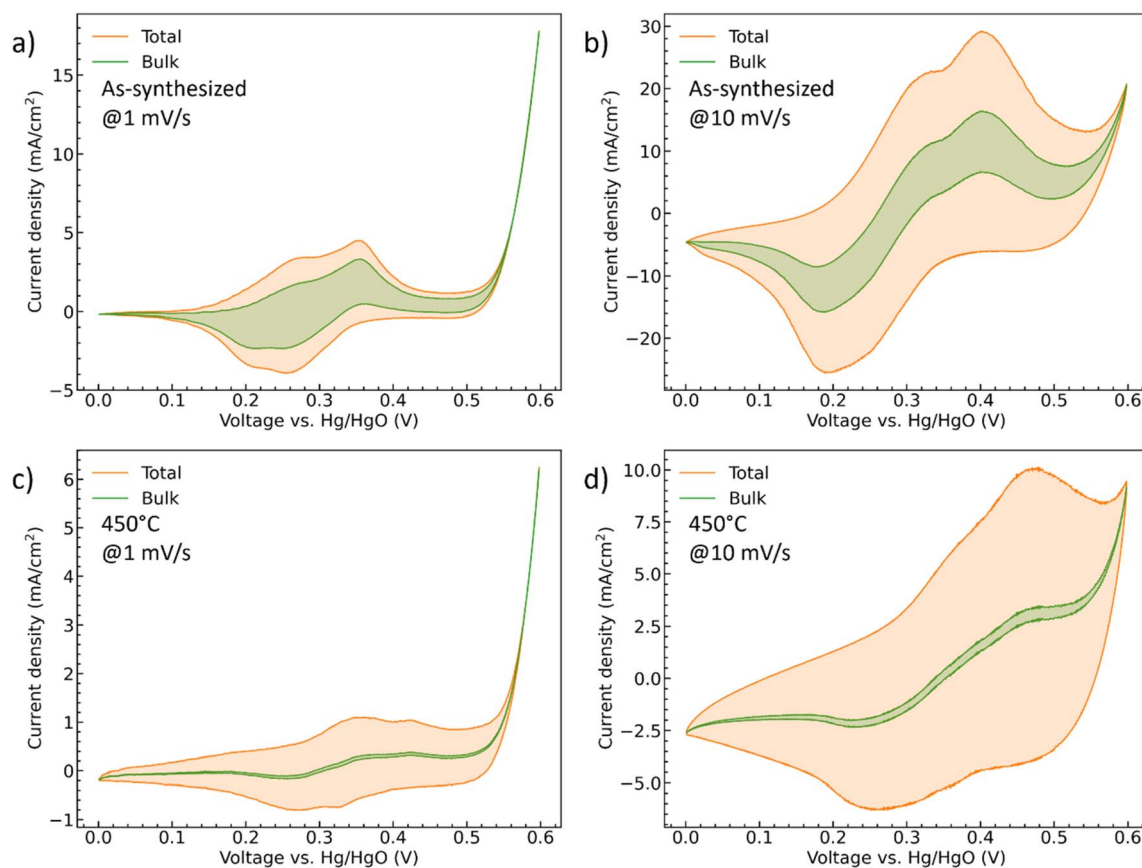 a)
Total
Bulk
As-synthesized
@1 mV/s
Current density (mA/cm²)
15
10
5
0
−5
0.0 0.1 0.2 0.3 0.4 0.5 0.6
Voltage vs. Hg/HgO (V)
b)
Total
Bulk
As-synthesized
@10 mV/s
Current density (mA/cm²)
30
20
10
0
−10
−20
0.0 0.1 0.2 0.3 0.4 0.5 0.6
Voltage vs. Hg/HgO (V)
c)
Total
Bulk
450°C
@1 mV/s
Current density (mA/cm²)
6
5
4
3
2
1
0
−1
0.0 0.1 0.2 0.3 0.4 0.5 0.6
Voltage vs. Hg/HgO (V)
d)
Total
Bulk
450°C
@10 mV/s
Current density (mA/cm²)
10.0
7.5
5.0
2.5
0.0
−2.5
−5.0
0.0 0.1 0.2 0.3 0.4 0.5 0.6
Voltage vs. Hg/HgO (V)